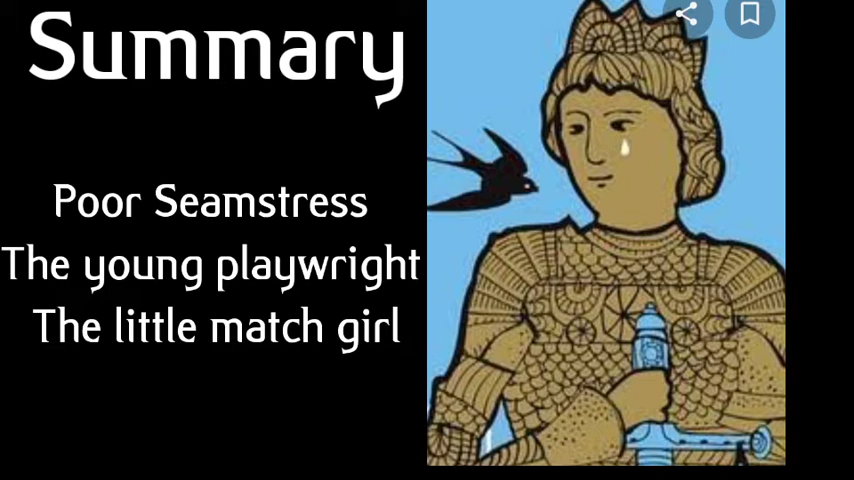 Summary
Poor Seamstress
The young playwright
The little match girl